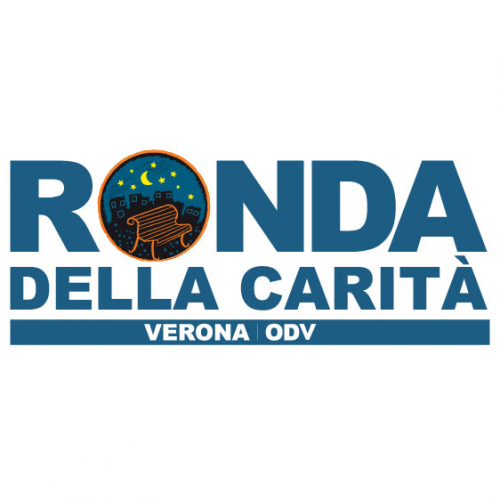 RONDA
DELLA CARITÀ
VERONA | ODV